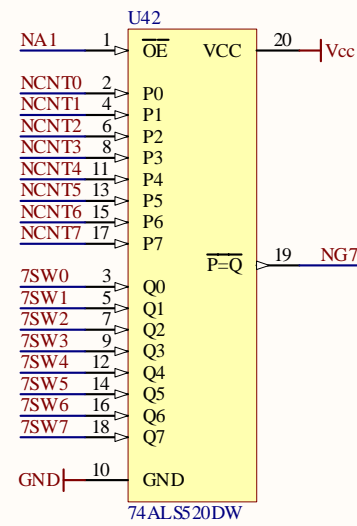 U42
NA1 1 OE VCC 20 Vcc
NCNT0 2 P0
NCNT1 4 P1
NCNT2 6 P2
NCNT3 8 P3
NCNT4 11 P4
NCNT5 13 P5
NCNT6 15 P6
NCNT7 17 P7
P=Q 19 NG7
7SW0 3 Q0
7SW1 5 Q1
7SW2 7 Q2
7SW3 9 Q3
7SW4 12 Q4
7SW5 14 Q5
7SW6 16 Q6
7SW7 18 Q7
GND 10 GND
74ALS520DW